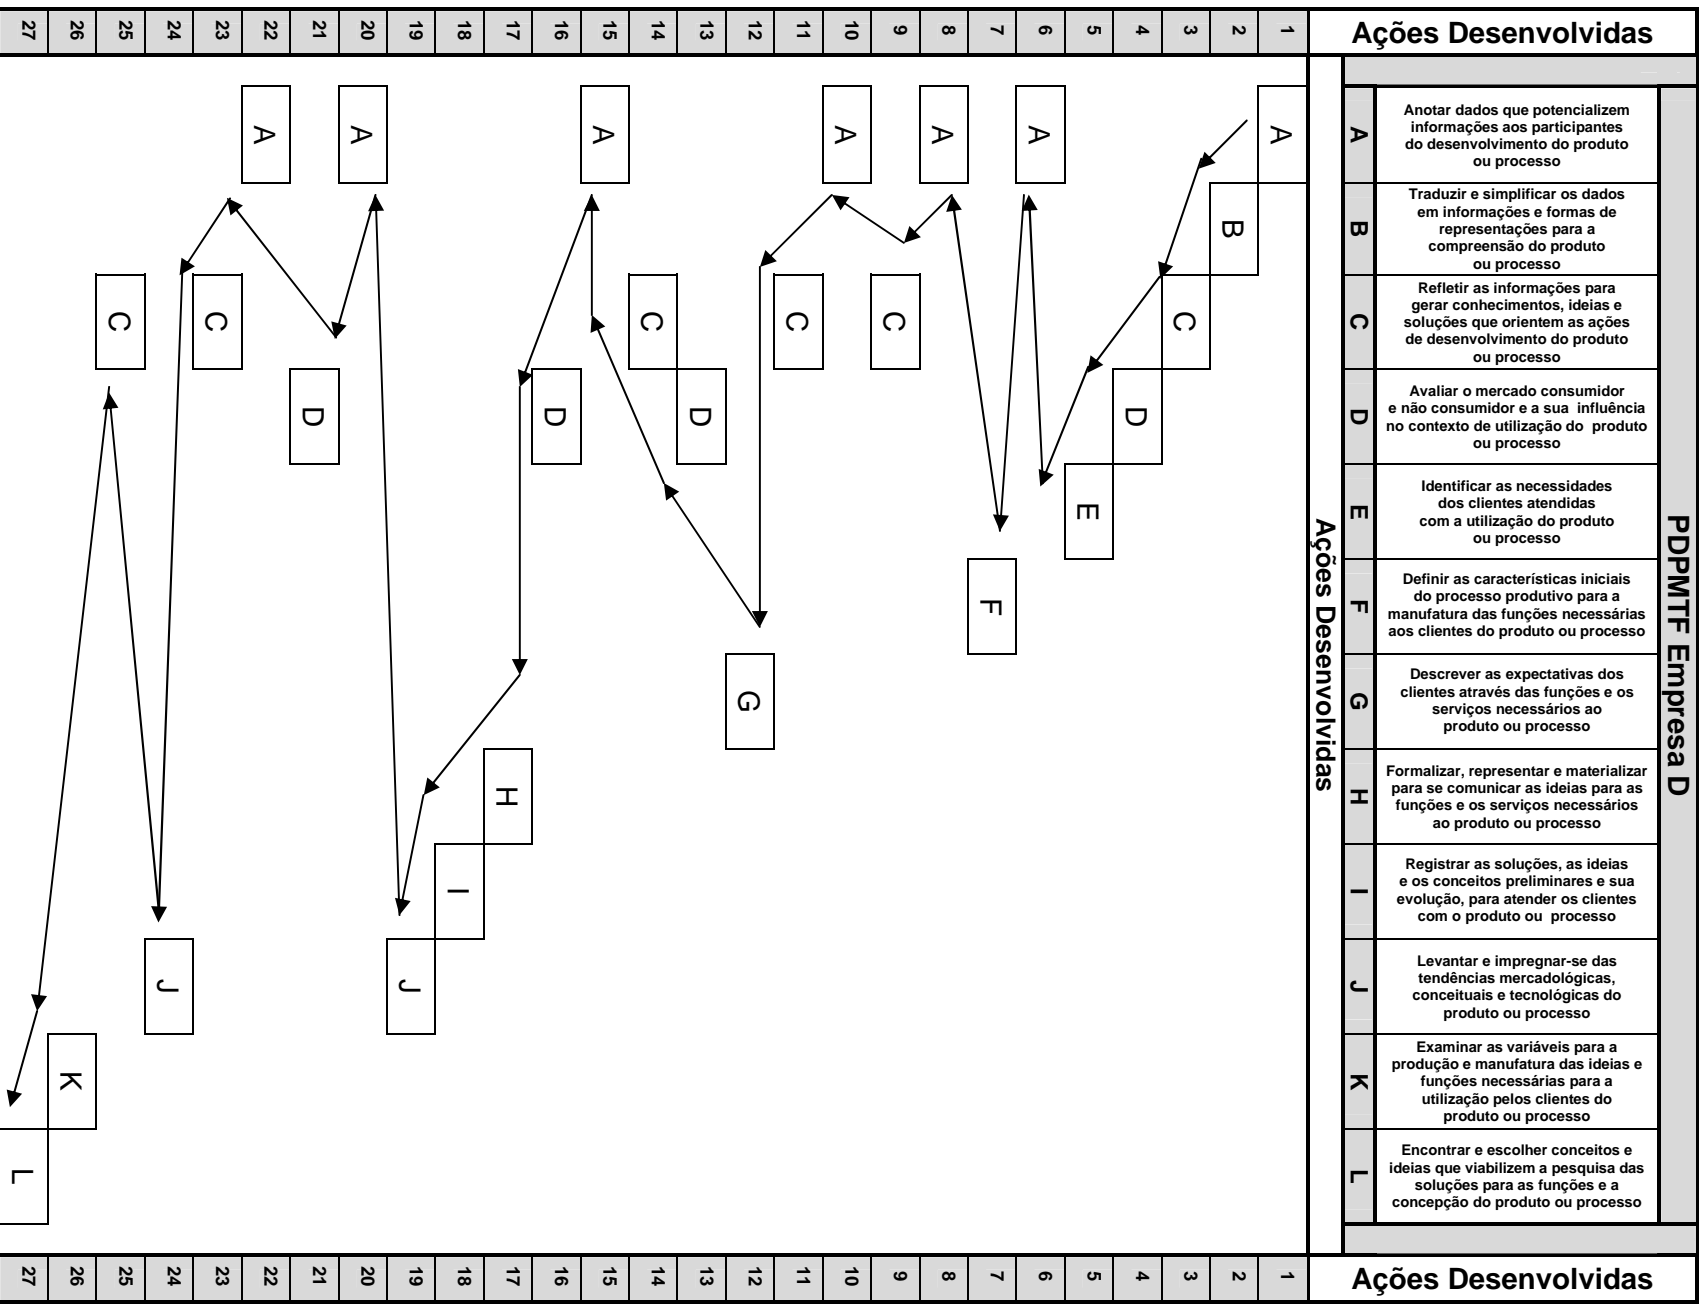 27 26 25 24 23 22 21 20 19 18 17 16 15 14 13 12 11 10 9 8 7 6 5 4 3 2 1
Ações Desenvolvidas
PDPMTF Empresa D
Ações Desenvolvidas
A
Anotar dados que potencializem
informações aos participantes
do desenvolvimento do produto
ou processo
B
Traduzir e simplificar os dados
em informações e formas de
representações para a
compreensão do produto
ou processo
C
Refletir as informações para
gerar conhecimentos, ideias e
soluções que orientem as ações
de desenvolvimento do produto
ou processo
D
Avaliar o mercado consumidor
e não consumidor e a sua influência
no contexto de utilização do produto
ou processo
E
Identificar as necessidades
dos clientes atendidas
com a utilização do produto
ou processo
F
Definir as características iniciais
do processo produtivo para a
manufatura das funções necessárias
aos clientes do produto ou processo
G
Descrever as expectativas dos
clientes através das funções e os
serviços necessários ao
produto ou processo
H
Formalizar, representar e materializar
para se comunicar as ideias para as
funções e os serviços necessários
ao produto ou processo
I
Registrar as soluções, as ideias
e os conceitos preliminares e sua
evolução, para atender os clientes
com o produto ou processo
J
Levantar e impregnar-se das
tendências mercadológicas,
conceituais e tecnológicas do
produto ou processo
K
Examinar as variáveis para a
produção e manufatura das ideias e
funções necessárias para a
utilização pelos clientes do
produto ou processo
L
Encontrar e escolher conceitos e
ideias que viabilizem a pesquisa das
soluções para as funções e a
concepção do produto ou processo
A A A A A A A
B
C C C C C
D D D D
E
F
G
H
I
J J
K
L
27 26 25 24 23 22 21 20 19 18 17 16 15 14 13 12 11 10 9 8 7 6 5 4 3 2 1
Ações Desenvolvidas